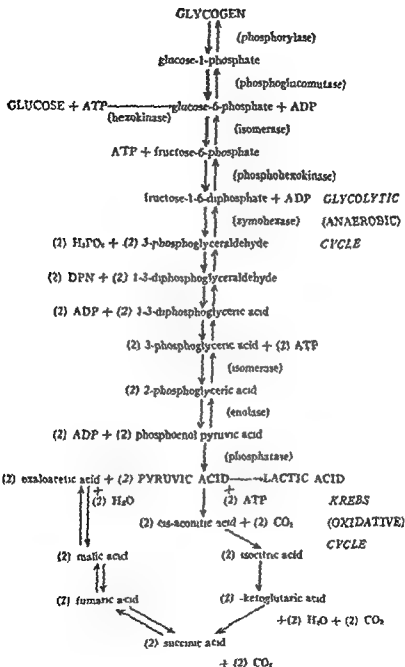 GLYCOGEN
(phosphorylase)
glucose-1-phosphate
(phosphoglucomutase)
GLUCOSE + ATP glucose-6-phosphate + ADP
(hexokinase)
(isomerase)
ATP + fructose-6-phosphate
(phosphohexokinase)
fructose-1-6-diphosphate + ADP GLYCOLYTIC
(zymohexase) (ANAEROBIC)
(2) H₃PO₄ + (2) 3-phosphoglyceraldehyde CYCLE
(2) DPN + (2) 1-3-diphosphoglyceraldehyde
(2) ADP + (2) 1-3-diphosphoglyceric acid
(2) 3-phosphoglyceric acid + (2) ATP
(isomerase)
(2) 2-phosphoglyceric acid
(enolase)
(2) ADP + (2) phosphoenol pyruvic acid
(phosphatase)
(2) oxaloacetic acid + (2) PYRUVIC ACID LACTIC ACID
+ +
(2) H₂O (2) ATP KREBS
(2) cis-aconitic acid + (2) CO₂ (OXIDATIVE)
(2) malic acid (2) isocitric acid CYCLE
(2) fumaric acid (2) -ketoglutaric acid
+(2) H₂O + (2) CO₂
(2) succinic acid
+ (2) CO₂